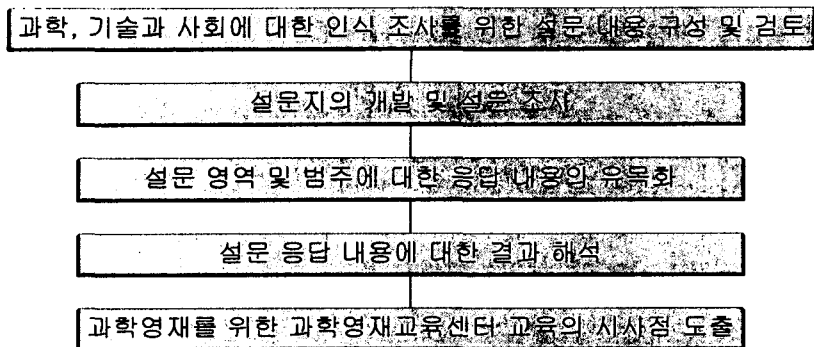 과학, 기술과 사회에 대한 인식 조사를 위한 설문 내용 구성 및 검토
설문지의 개발 및 설문 조사
설문 영역 및 범주에 대한 응답 내용의 유목화
설문 응답 내용에 대한 결과 해석
과학영재를 위한 과학영재교육센터 교육의 시사점 도출